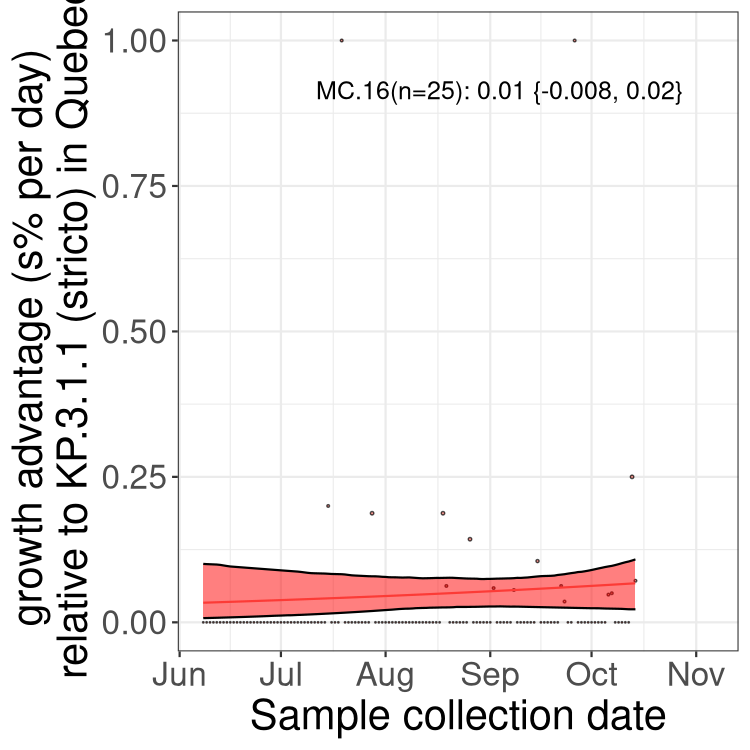 growth advantage (s% per day)
relative to KP.3.1.1 (stricto) in Quebec
1.00
0.75
0.50
0.25
0.00
MC.16(n=25): 0.01 {-0.008, 0.02}
Jun Jul Aug Sep Oct Nov
Sample collection date